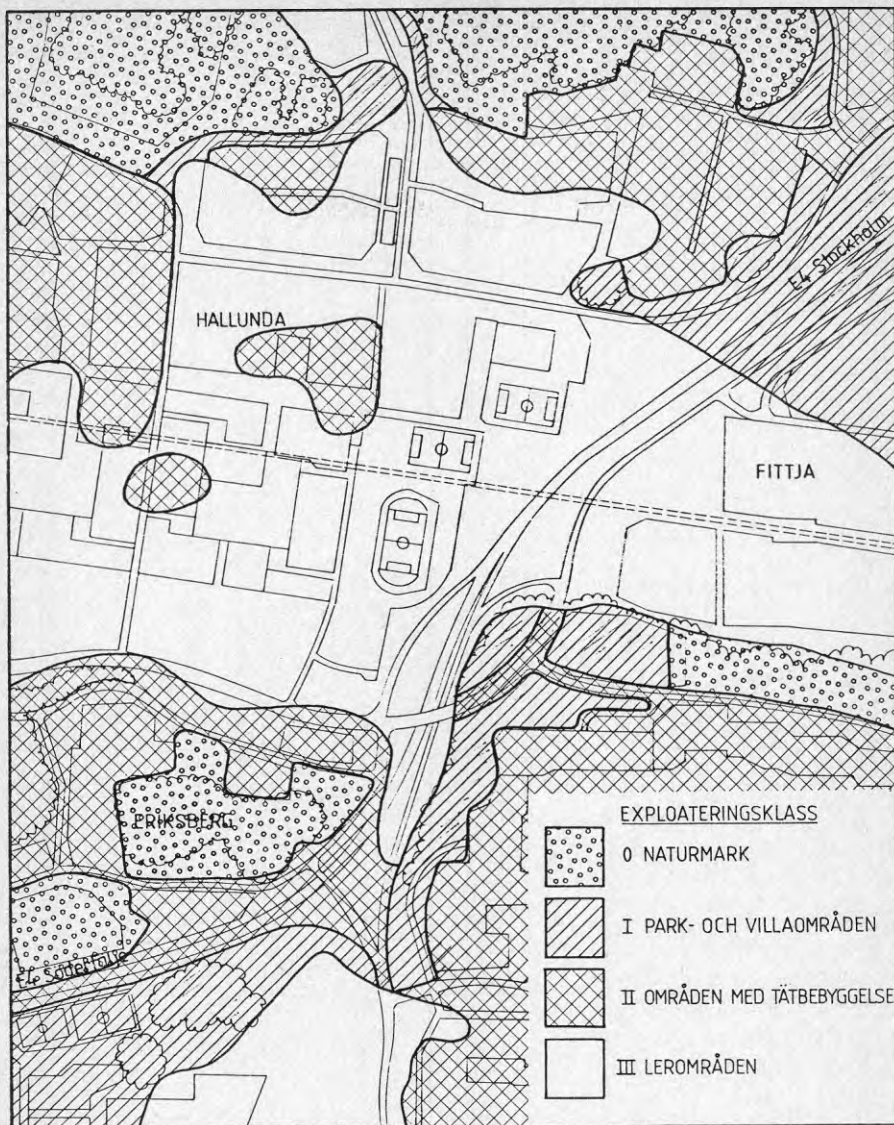 E4 Stockholm
HALLUNDA
FITTJA
ERIKSBERG
E4 Södertälje
EXPLOATERINGSKLASS
0 NATURMARK
I PARK- OCH VILLAOMRÅDEN
II OMRÅDEN MED TÄTBEBYGGELSE
III LEROMRÅDEN